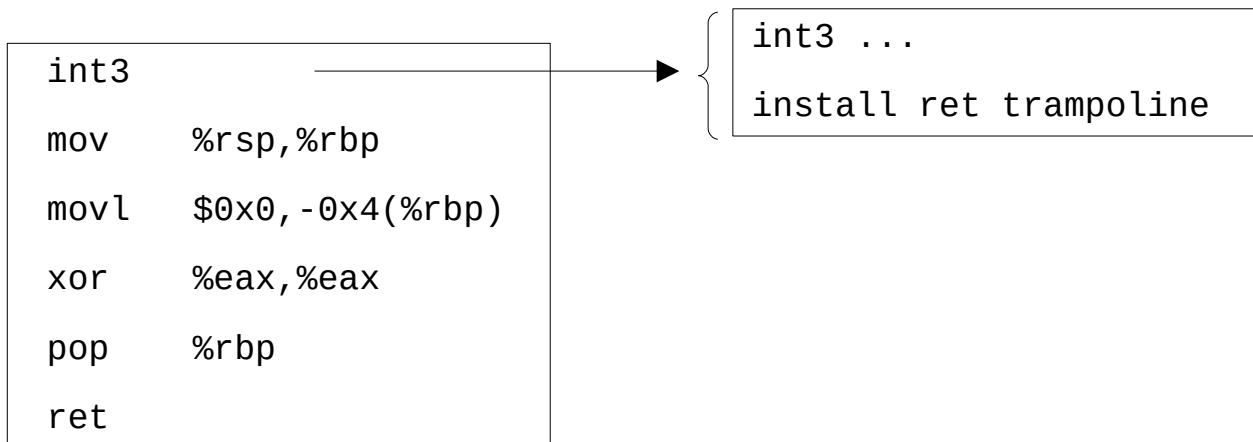 int3
mov %rsp,%rbp
movl $0x0,-0x4(%rbp)
xor %eax,%eax
pop %rbp
ret
int3 ...
install ret trampoline